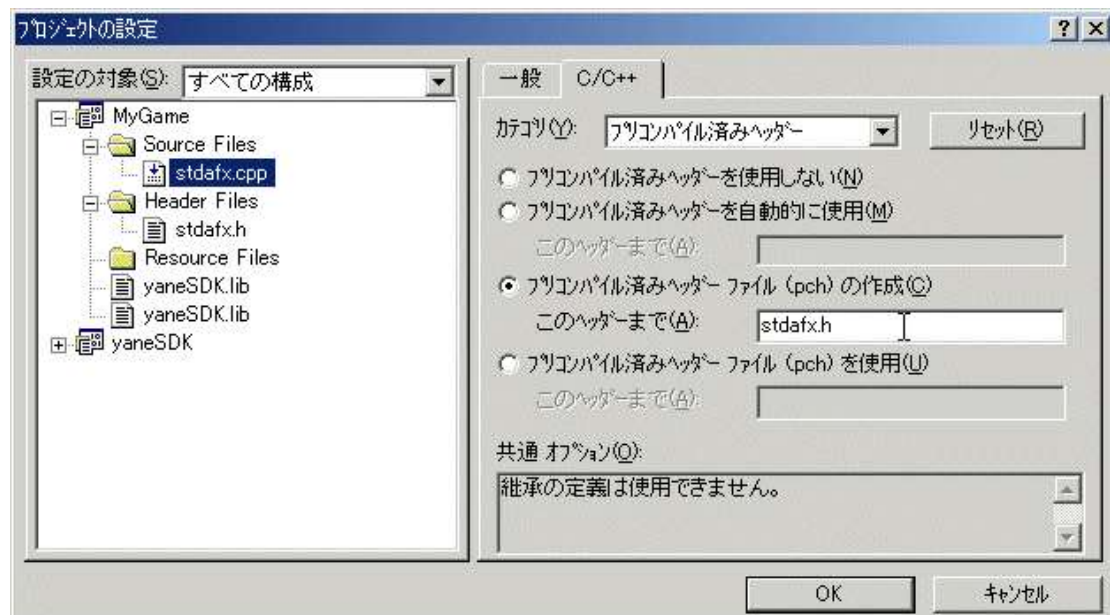 プロジェクトの設定
設定の対象(S): すべての構成
MyGame
Source Files
stdafx.cpp
Header Files
stdafx.h
Resource Files
yaneSDK.lib
yaneSDK.lib
yaneSDK
一般 C/C++
カテゴリ(Y): プリコンパイル済みヘッダー リセット(R)
プリコンパイル済みヘッダーを使用しない(N)
プリコンパイル済みヘッダーを自動的に使用(M)
このヘッダーまで(A):
プリコンパイル済みヘッダー ファイル (pch) の作成(C)
このヘッダーまで(A): stdafx.h
プリコンパイル済みヘッダー ファイル (pch) を使用(U)
このヘッダーまで(A):
共通 オプション(O):
継承の定義は使用できません。
OK キャンセル